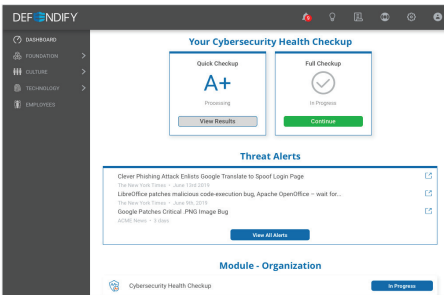 DEFENDIFY
DASHBOARD
FOUNDATION
CULTURE
TECHNOLOGY
EMPLOYEES
Your Cybersecurity Health Checkup
Quick Checkup
A+
Processing
View Results
Full Checkup
In Progress
Continue
Threat Alerts
Clever Phishing Attack Enlists Google Translate to Spoof Login Page
The New York Times • June 13rd 2019
LibreOffice patches malicious code-execution bug, Apache OpenOffice – wait for...
The New York Times • June 9th, 2019
Google Patches Critical .PNG Image Bug
ACME News • 3 days
View All Alerts
Module - Organization
Cybersecurity Health Checkup
In Progress